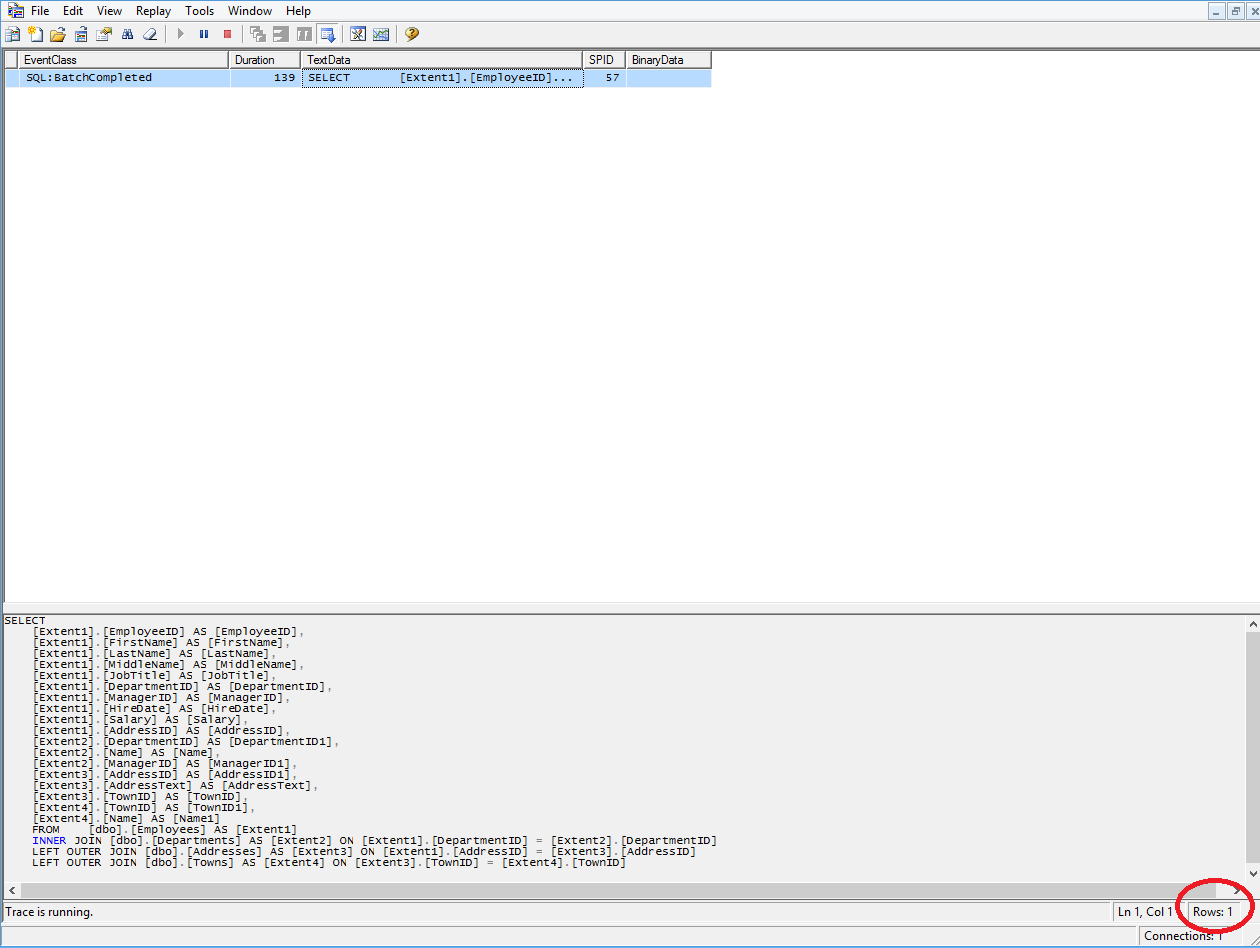 File Edit View Replay Tools Window Help
EventClass Duration TextData SPID BinaryData
SQL:BatchCompleted 139 SELECT [Extent1].[EmployeeID]... 57
SELECT
[Extent1].[EmployeeID] AS [EmployeeID],
[Extent1].[FirstName] AS [FirstName],
[Extent1].[LastName] AS [LastName],
[Extent1].[MiddleName] AS [MiddleName],
[Extent1].[JobTitle] AS [JobTitle],
[Extent1].[DepartmentID] AS [DepartmentID],
[Extent1].[ManagerID] AS [ManagerID],
[Extent1].[HireDate] AS [HireDate],
[Extent1].[Salary] AS [Salary],
[Extent1].[AddressID] AS [AddressID],
[Extent2].[DepartmentID] AS [DepartmentID1],
[Extent2].[Name] AS [Name],
[Extent2].[ManagerID] AS [ManagerID1],
[Extent3].[AddressID] AS [AddressID1],
[Extent3].[AddressText] AS [AddressText],
[Extent3].[TownID] AS [TownID],
[Extent4].[TownID] AS [TownID1],
[Extent4].[Name] AS [Name1]
FROM [dbo].[Employees] AS [Extent1]
INNER JOIN [dbo].[Departments] AS [Extent2] ON [Extent1].[DepartmentID] = [Extent2].[DepartmentID]
LEFT OUTER JOIN [dbo].[Addresses] AS [Extent3] ON [Extent1].[AddressID] = [Extent3].[AddressID]
LEFT OUTER JOIN [dbo].[Towns] AS [Extent4] ON [Extent3].[TownID] = [Extent4].[TownID]
Trace is running. Ln 1, Col 1 Rows: 1
Connections: 1